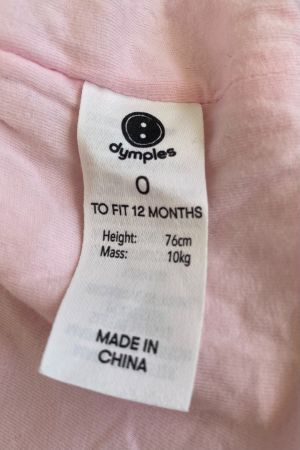 dymples
0
TO FIT 12 MONTHS
Height: 76cm
Mass: 10kg
MADE IN
CHINA